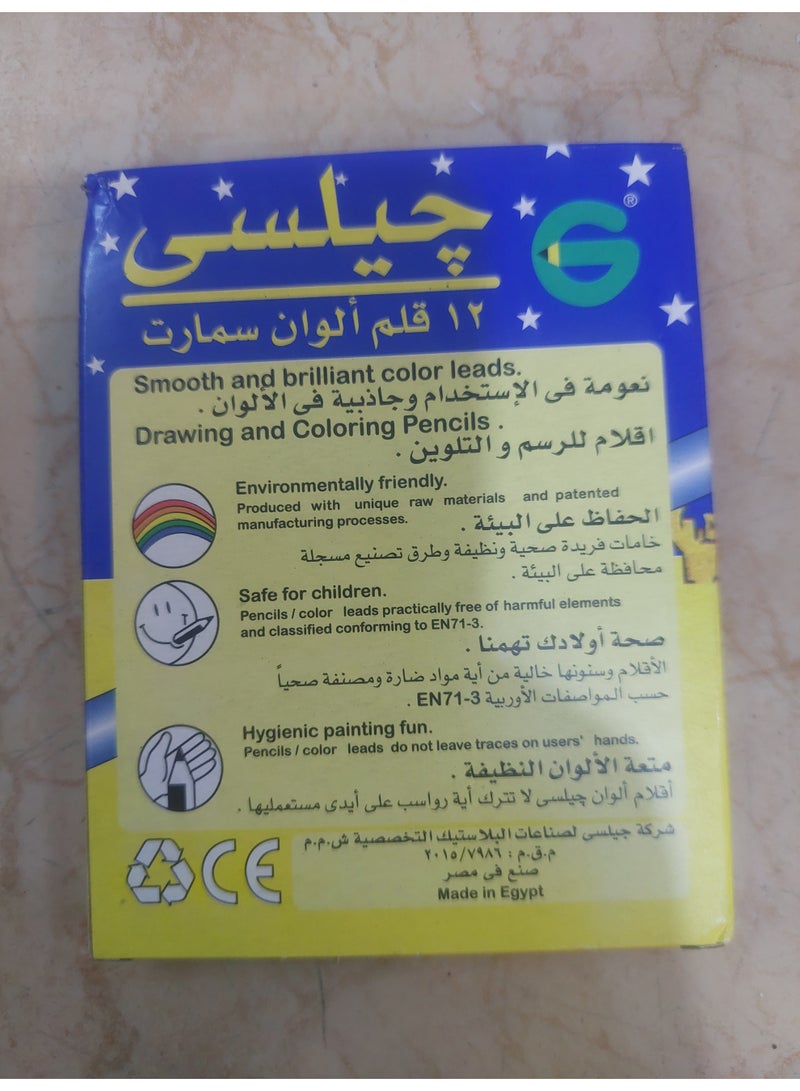 چيلسى
G ®
١٢ قلم ألوان سمارت
Smooth and brilliant color leads.
نعومة فى الإستخدام وجاذبية فى الألوان .
Drawing and Coloring Pencils .
اقلام للرسم و التلوين .
Environmentally friendly.
Produced with unique raw materials and patented
manufacturing processes.
الحفاظ على البيئة .
خامات فريدة صحية ونظيفة وطرق تصنيع مسجلة
محافظة على البيئة .
Safe for children.
Pencils / color leads practically free of harmful elements
and classified conforming to EN71-3.
صحة أولادك تهمنا .
الأقلام وسنونها خالية من أية مواد ضارة ومصنفة صحياً
حسب المواصفات الأوربية EN71-3 .
Hygienic painting fun.
Pencils / color leads do not leave traces on users' hands.
متعة الألوان النظيفة .
أقلام ألوان چيلسى لا تترك أية رواسب على أيدى مستعمليها .
شركة جيلسى لصناعات البلاستيك التخصصية ش.م.م
م.ق.م : ٢٠١٥/٧٩٨٦
صنع فى مصر
Made in Egypt
CE